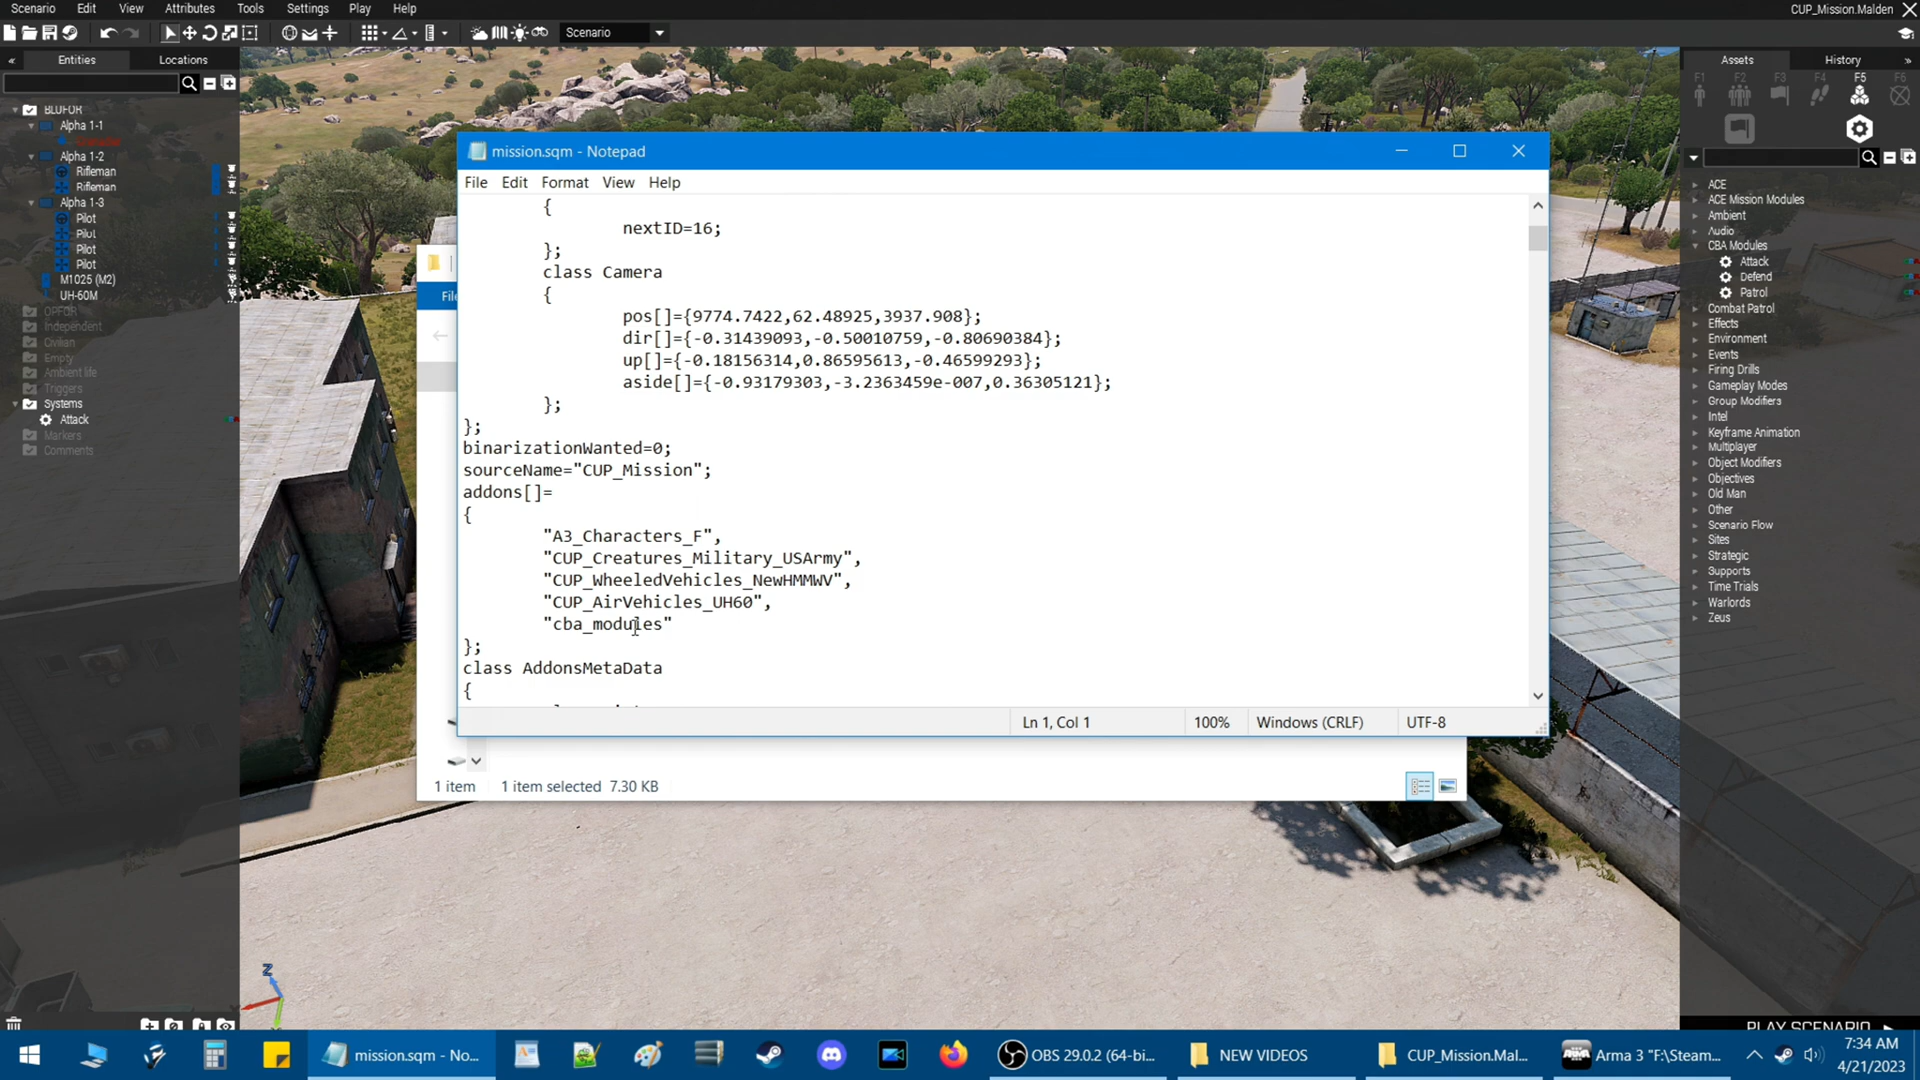 Scenario Edit View Attributes Tools Settings Play Help
CUP_Mission.Malden
Scenario
Entities Locations
BLUFOR
Alpha 1-1
Alpha 1-2
Rifleman
Rifleman
Alpha 1-3
Pilot
Pilot
Pilot
Pilot
M1025 (M2)
UH-60M
OPFOR
Independent
Civilian
Empty
Ambient life
Triggers
Systems
Attack
Markers
Comments
mission.sqm - Notepad
File Edit Format View Help
{
nextID=16;
};
class Camera
{
pos[]={9774.7422,62.48925,3937.908};
dir[]={-0.31439093,-0.50010759,-0.80690384};
up[]={-0.18156314,0.86595613,-0.46599293};
aside[]={-0.93179303,-3.2363459e-007,0.36305121};
};
};
binarizationWanted=0;
sourceName="CUP_Mission";
addons[]=
{
"A3_Characters_F",
"CUP_Creatures_Military_USArmy",
"CUP_WheeledVehicles_NewHMMWV",
"CUP_AirVehicles_UH60",
"cba_modules"
};
class AddonsMetaData
{
Ln 1, Col 1 100% Windows (CRLF) UTF-8
1 item 1 item selected 7.30 KB
Assets History
F1 F2 F3 F4 F5 F6
ACE
ACE Mission Modules
Ambient
Audio
CBA Modules
Attack
Defend
Patrol
Combat Patrol
Effects
Environment
Events
Firing Drills
Gameplay Modes
Group Modifiers
Intel
Keyframe Animation
Multiplayer
Object Modifiers
Objectives
Old Man
Other
Scenario Flow
Sites
Strategic
Supports
Time Trials
Warlords
Zeus
PLAY SCENARIO
Z
mission.sqm - No...
OBS 29.0.2 (64-bi...
NEW VIDEOS
CUP_Mission.Mal...
Arma 3 "F:\Steam...
7:34 AM
4/21/2023